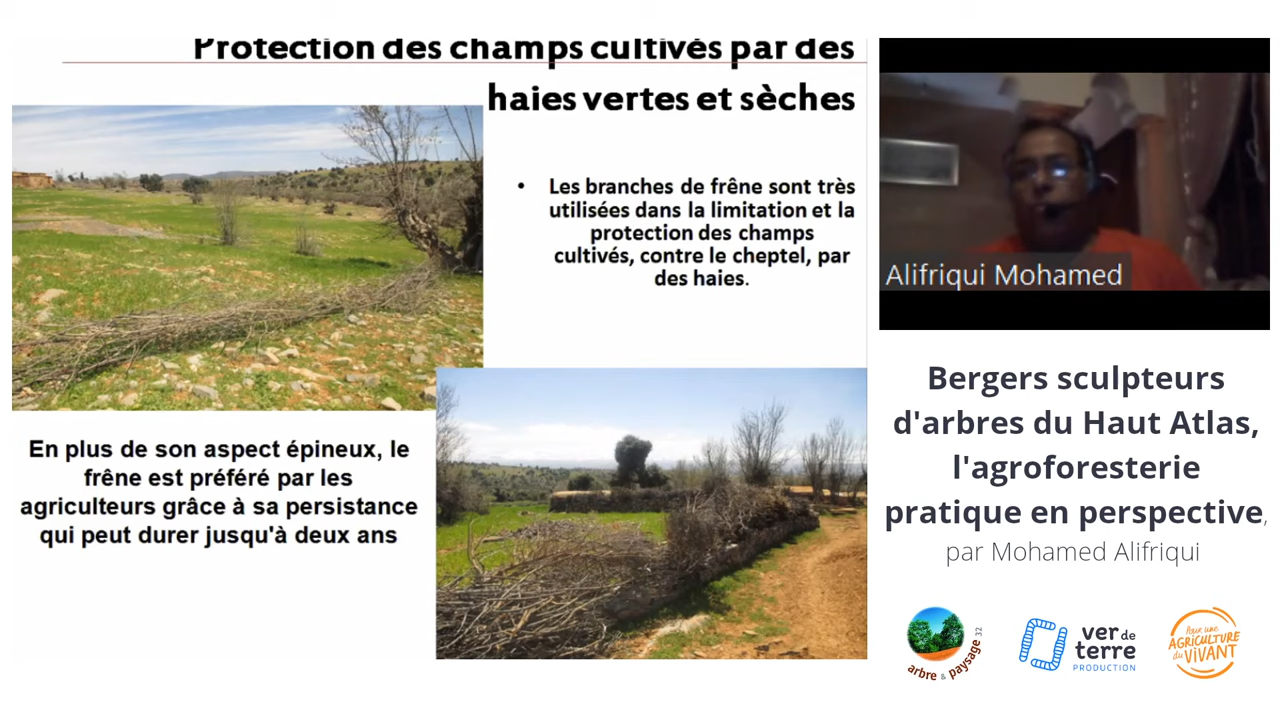 Protection des champs cultivés par des
haies vertes et sèches
• Les branches de frêne sont très
utilisées dans la limitation et la
protection des champs
cultivés, contre le cheptel, par
des haies.
En plus de son aspect épineux, le
frêne est préféré par les
agriculteurs grâce à sa persistance
qui peut durer jusqu'à deux ans
Alifriqui Mohamed
Bergers sculpteurs
d'arbres du Haut Atlas,
l'agroforesterie
pratique en perspective,
par Mohamed Alifriqui
arbre & paysage 32
ver de
terre
PRODUCTION
Pour une
AGRICULTURE
du VIVANT